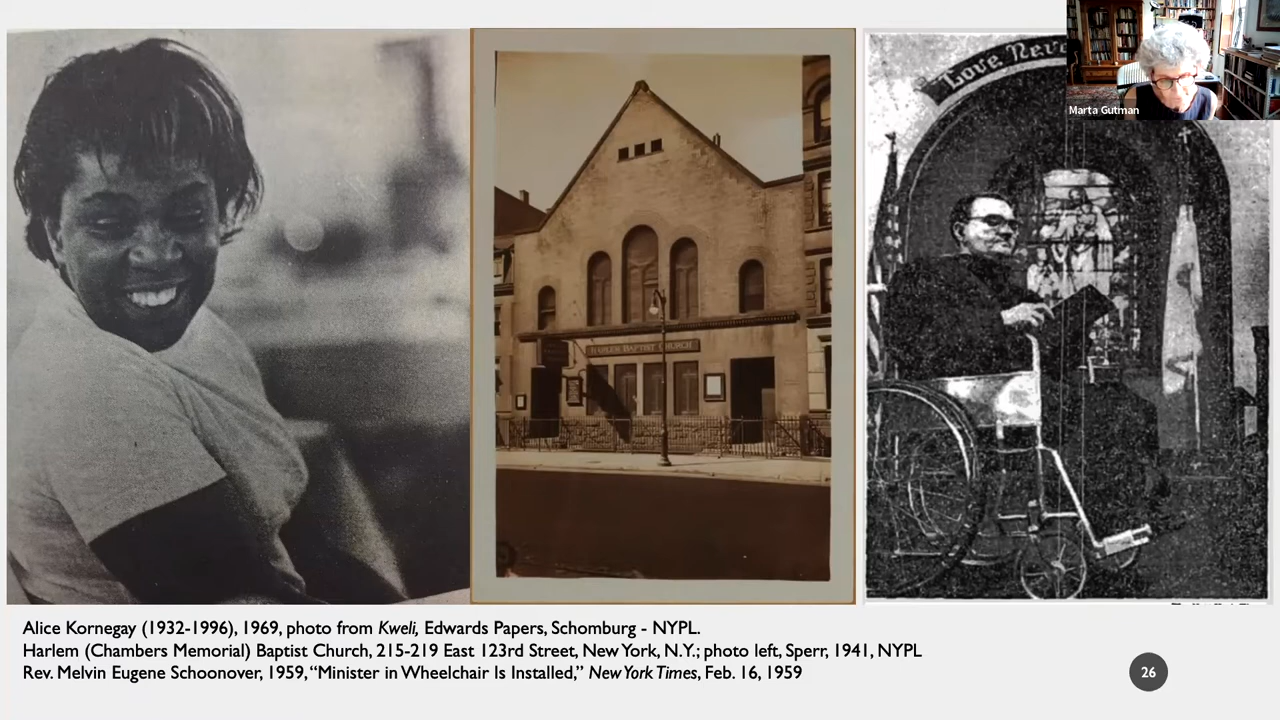 Love Neve
Marta Gutman
HARLEM BAPTIST CHURCH
Alice Kornegay (1932-1996), 1969, photo from Kweli, Edwards Papers, Schomburg - NYPL.
Harlem (Chambers Memorial) Baptist Church, 215-219 East 123rd Street, New York, N.Y.; photo left, Sperr, 1941, NYPL
Rev. Melvin Eugene Schoonover, 1959, “Minister in Wheelchair Is Installed,” New York Times, Feb. 16, 1959
26